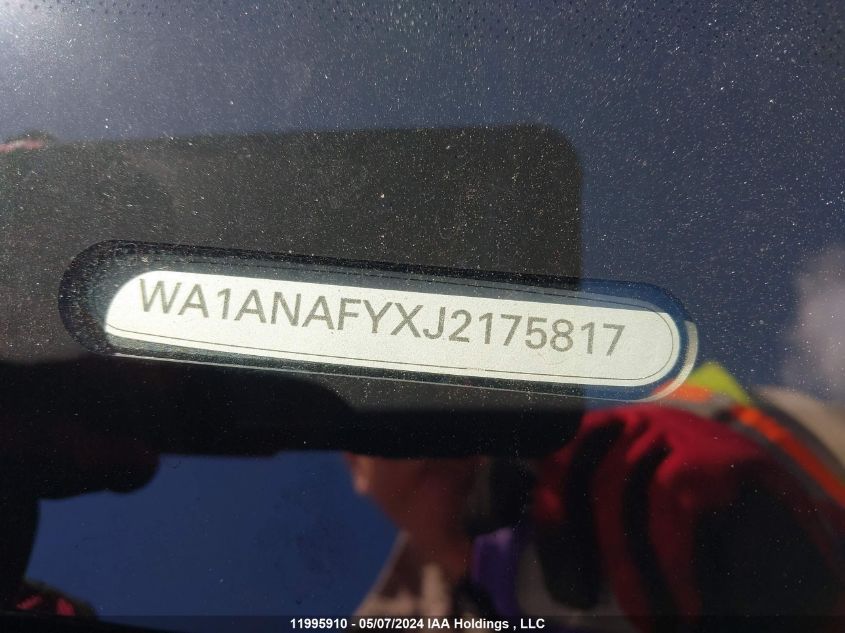 WA1ANAFYXJ2175817
11995910 - 05/07/2024 IAA Holdings , LLC